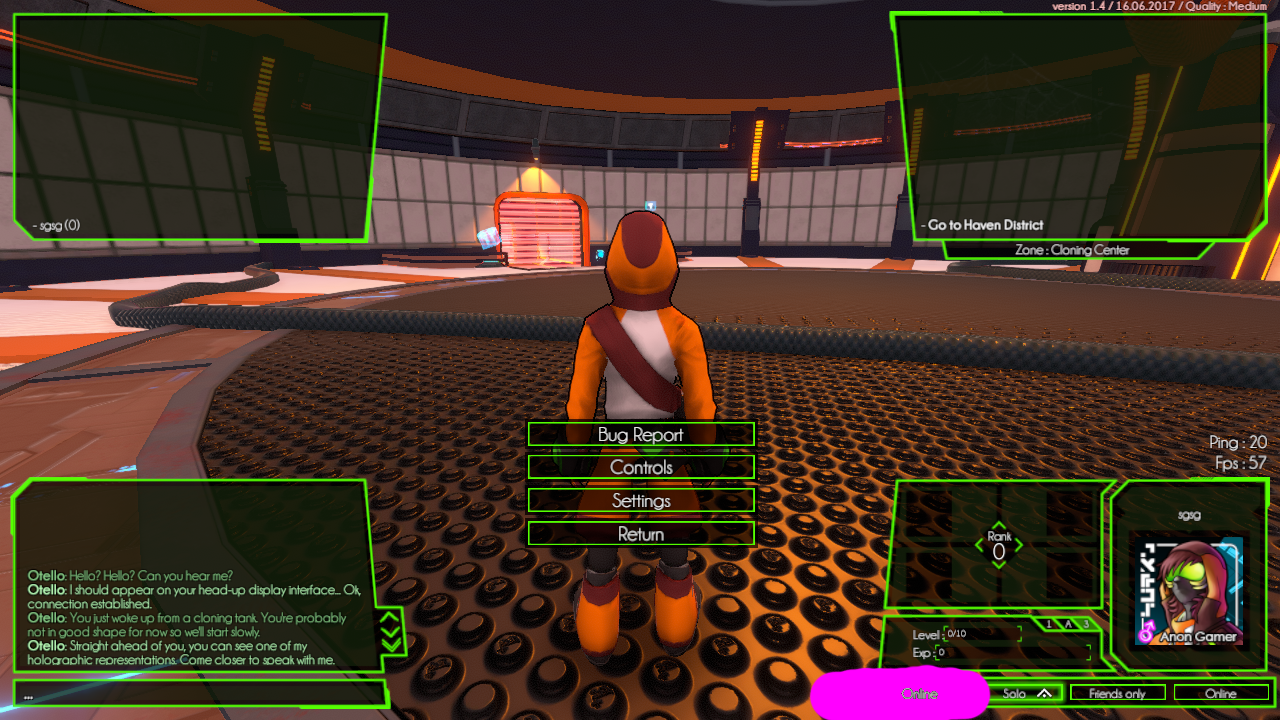 version 1.4 / 16.06.2017 / Quality : Medium
- sgsg (0)
- Go to Haven District
Zone : Cloning Center
Bug Report
Controls
Settings
Return
Ping : 20
Fps : 57
Otello: Hello? Hello? Can you hear me?
Otello: I should appear on your head-up display interface... Ok,
connection established.
Otello: You just woke up from a cloning tank. You're probably
not in good shape for now so we'll start slowly.
Otello: Straight ahead of you, you can see one of my
holographic representations. Come closer to speak with me.
...
Rank
0
1 A 3
Level : 0/10
Exp : 0
sgsg
Anon Gamer
Online
Solo
Friends only
Online